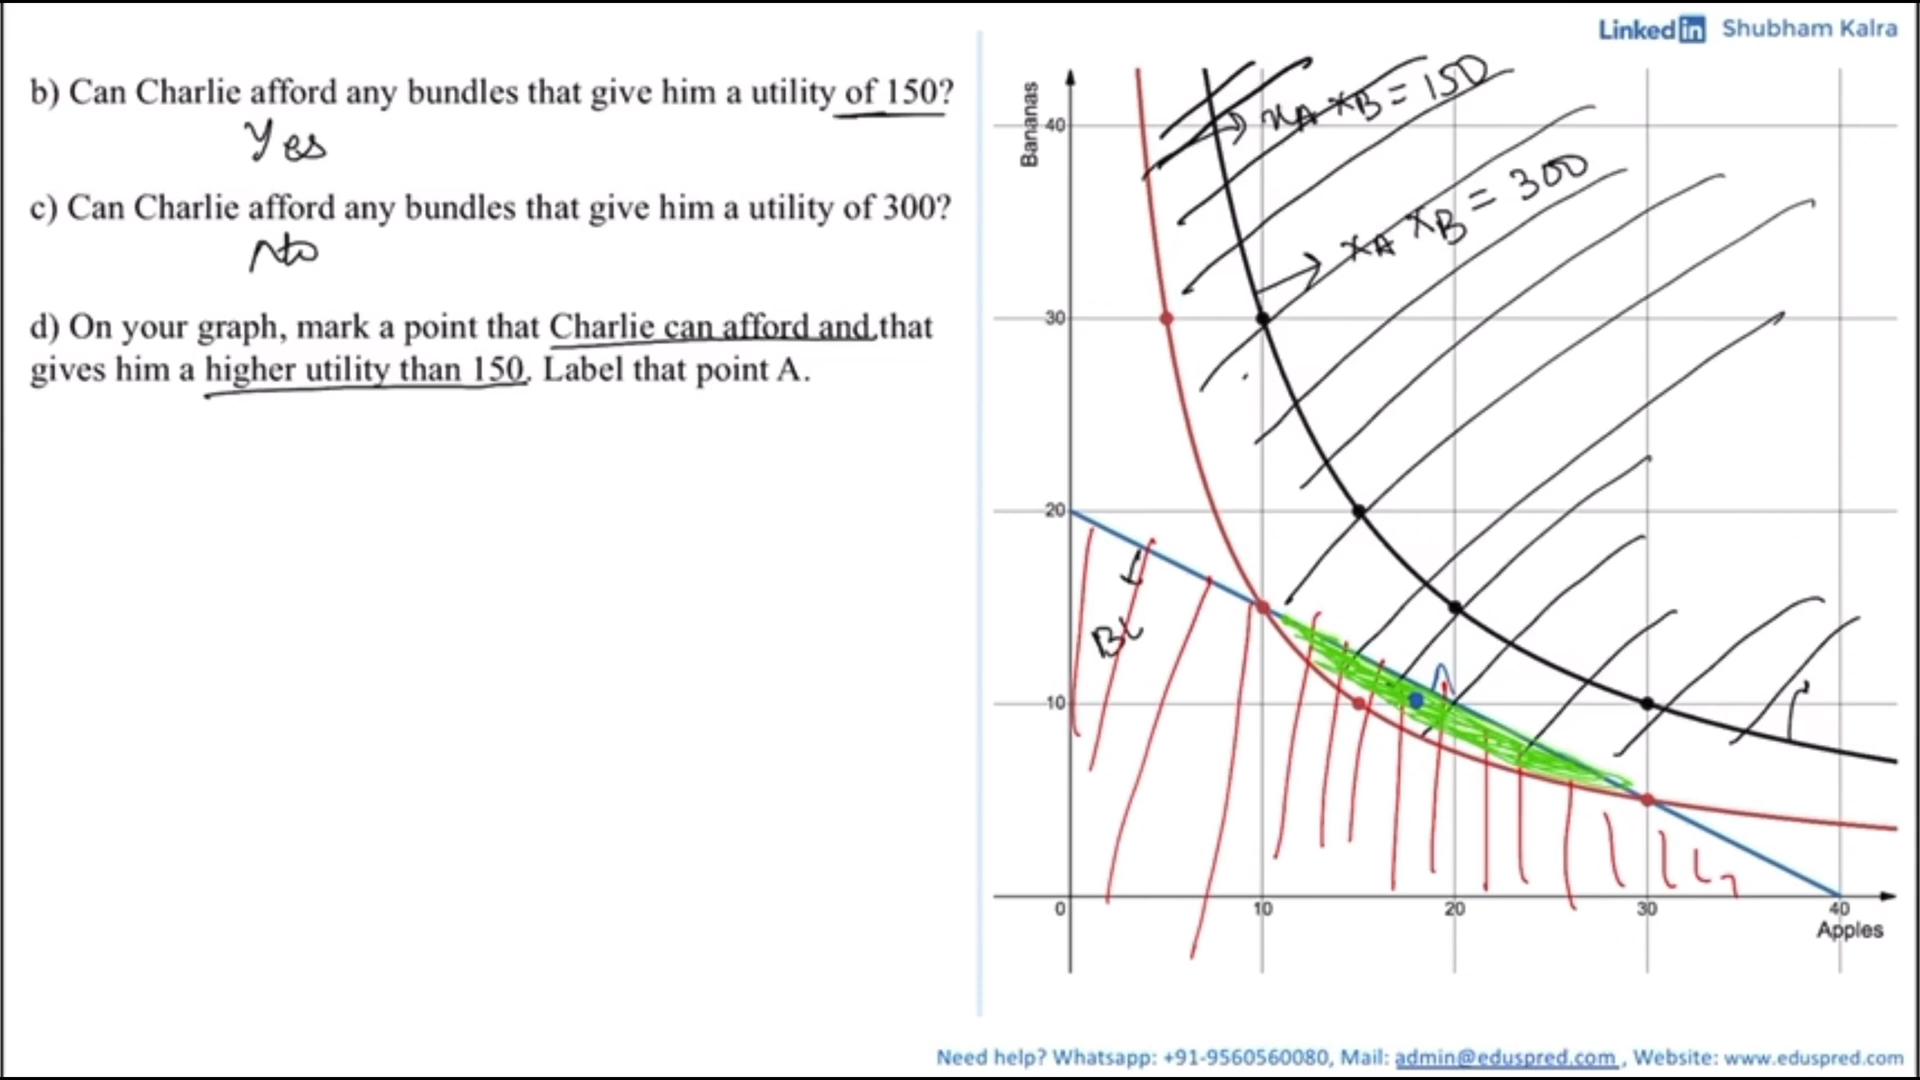 Linked in Shubham Kalra
b) Can Charlie afford any bundles that give him a utility of 150?
Yes
c) Can Charlie afford any bundles that give him a utility of 300?
No
d) On your graph, mark a point that Charlie can afford and that
gives him a higher utility than 150. Label that point A.
Bananas
40
30
20
10
0
10
20
30
40
Apples
xA xB = 150
xA xB = 300
BL
A
Need help? Whatsapp: +91-9560560080, Mail: admin@eduspred.com , Website: www.eduspred.com